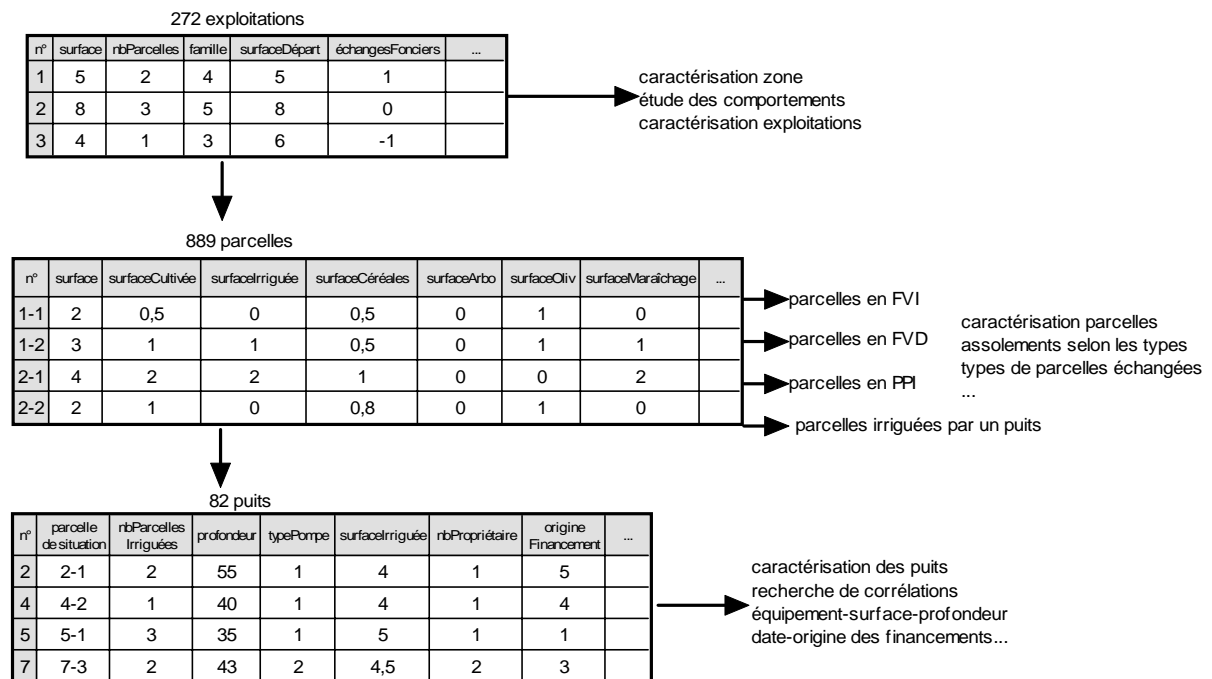 272 exploitations
n° surface nbParcelles famille surfaceDépart échangesFonciers ...
1 5 2 4 5 1
2 8 3 5 8 0
3 4 1 3 6 -1
caractérisation zone
étude des comportements
caractérisation exploitations
889 parcelles
n° surface surfaceCultivée surfaceIrriguée surfaceCéréales surfaceArbo surfaceOliv surfaceMaraîchage ...
1-1 2 0,5 0 0,5 0 1 0
1-2 3 1 1 0,5 0 1 1
2-1 4 2 2 1 0 0 2
2-2 2 1 0 0,8 0 1 0
parcelles en FVI
parcelles en FVD
parcelles en PPI
parcelles irriguées par un puits
caractérisation parcelles
assolements selon les types
types de parcelles échangées
...
82 puits
n° parcelle de situation nbParcelles Irriguées profondeur typePompe surfaceIrriguée nbPropriétaire origine Financement ...
2 2-1 2 55 1 4 1 5
4 4-2 1 40 1 4 1 4
5 5-1 3 35 1 5 1 1
7 7-3 2 43 2 4,5 2 3
caractérisation des puits
recherche de corrélations
équipement-surface-profondeur
date-origine des financements...